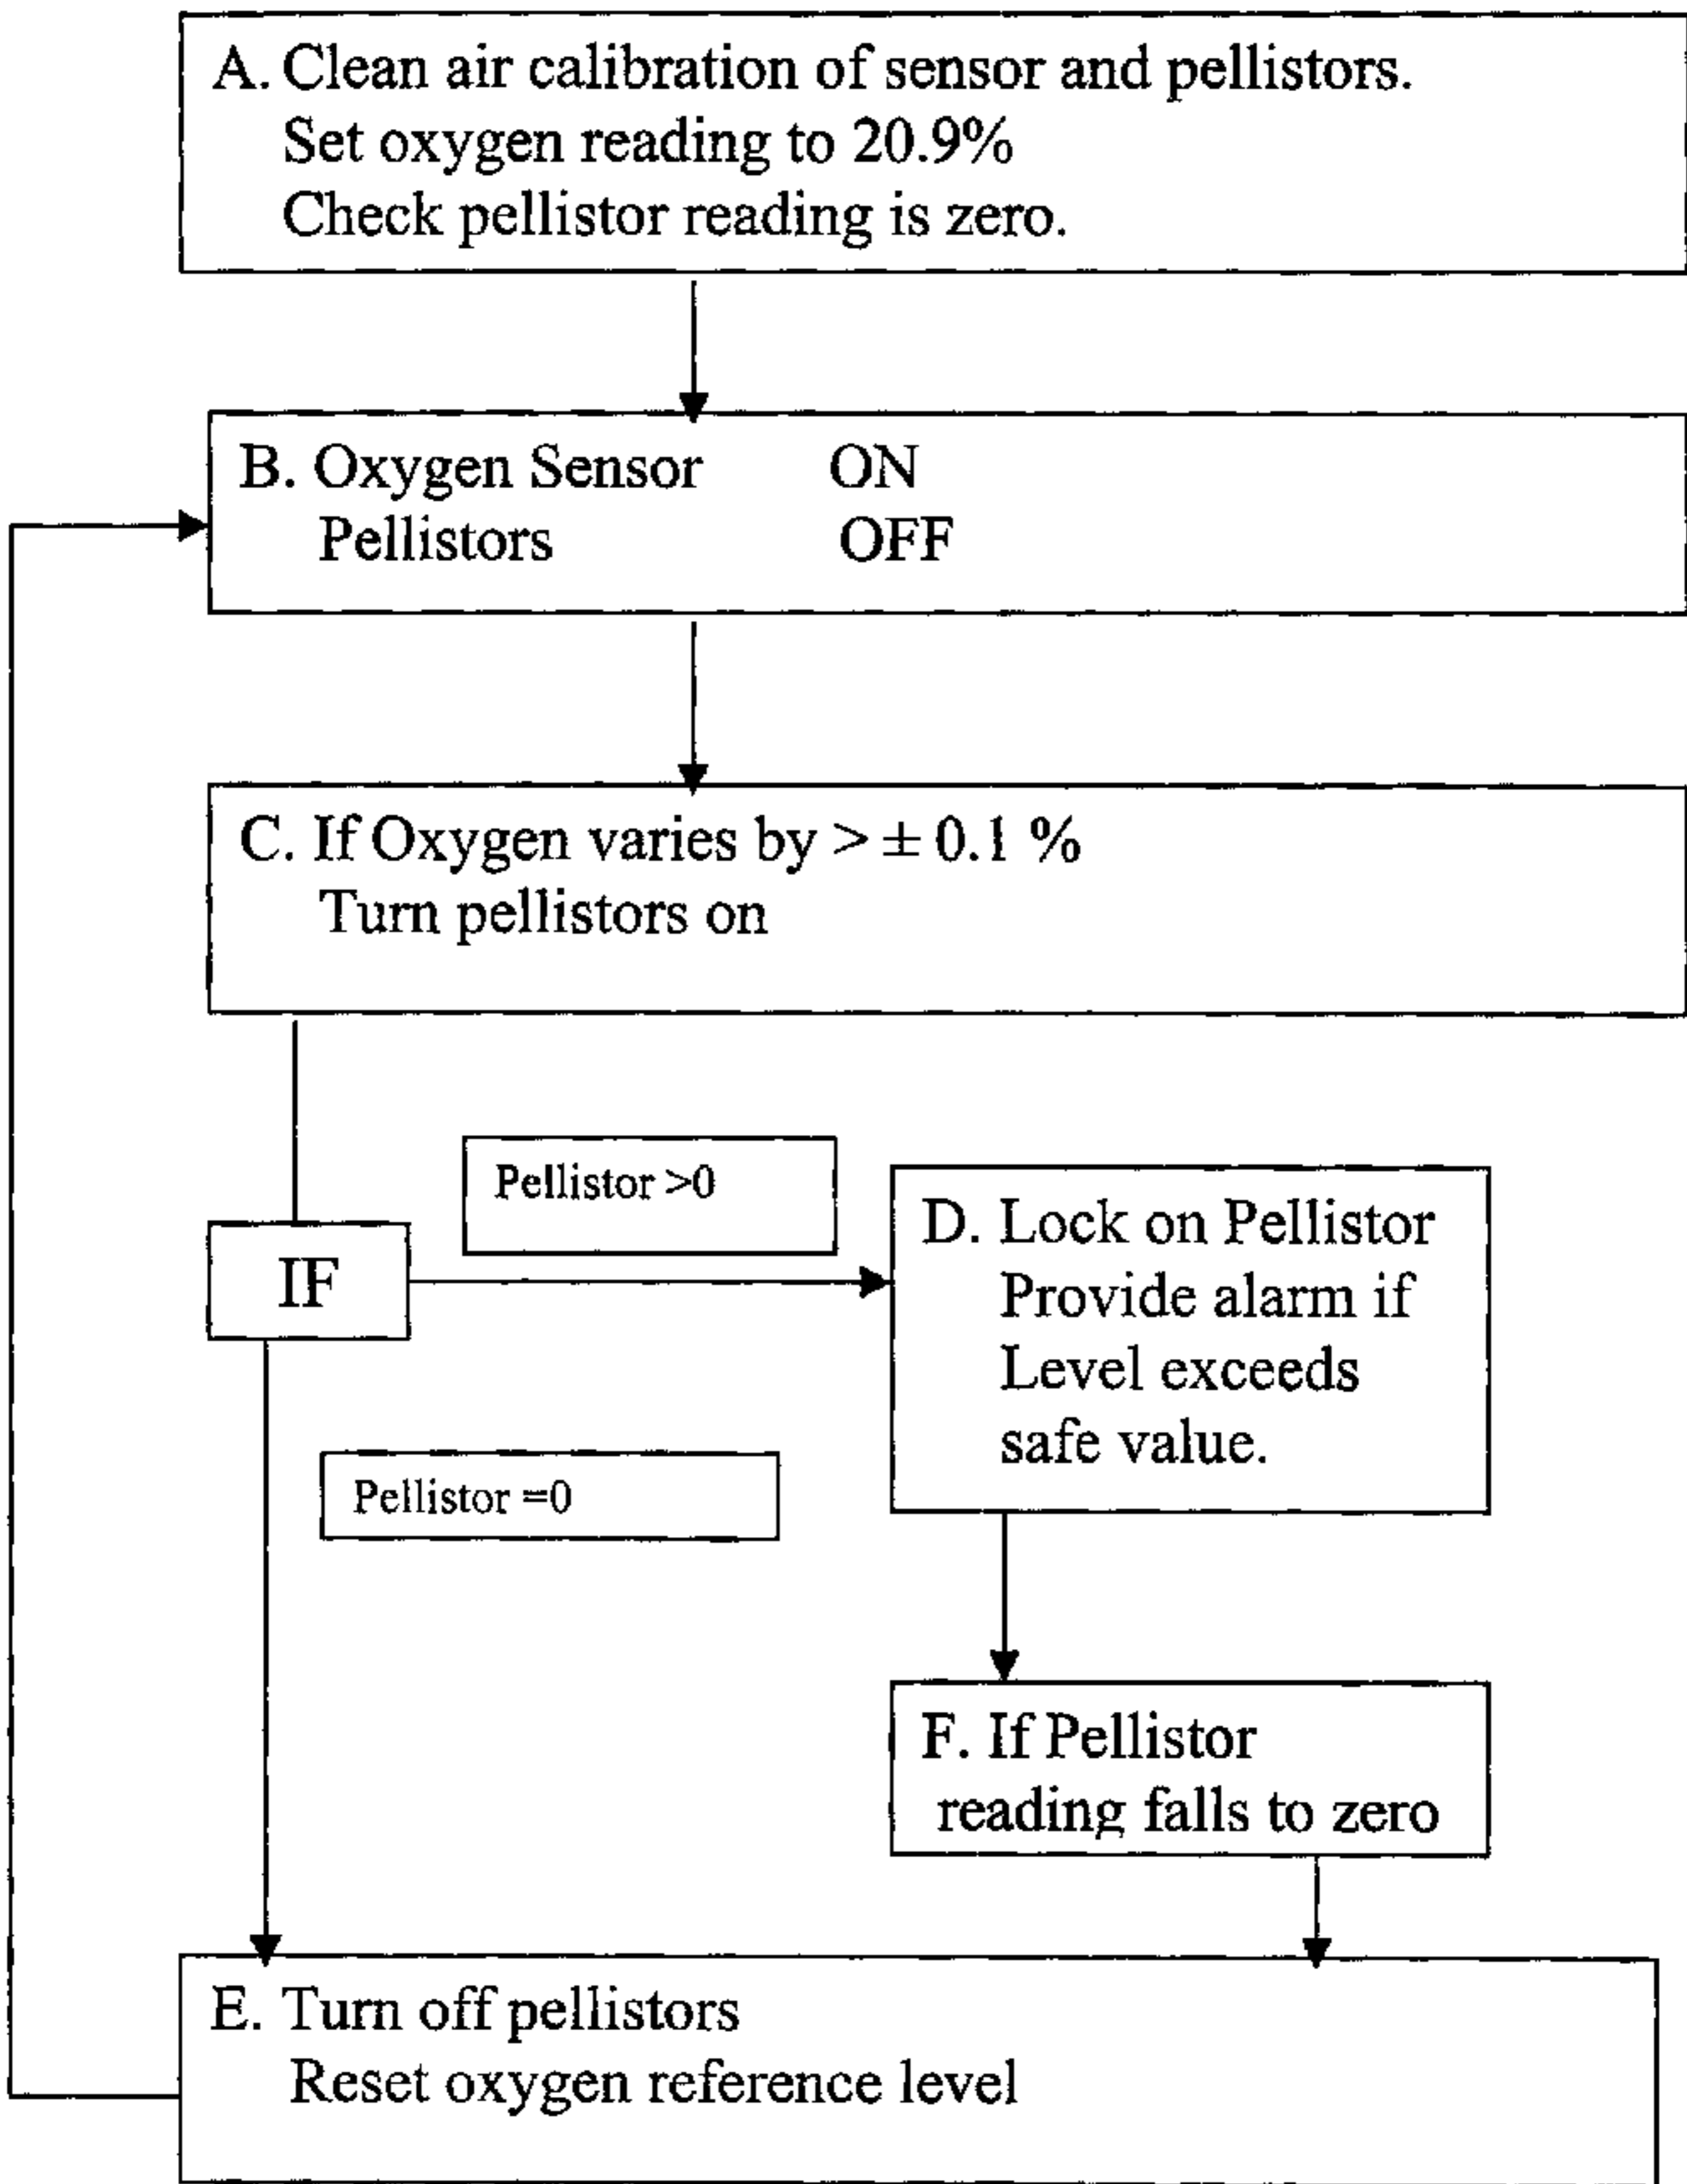 A. Clean air calibration of sensor and pellistors.
Set oxygen reading to 20.9%
Check pellistor reading is zero.
B. Oxygen Sensor ON
Pellistors OFF
C. If Oxygen varies by > ± 0.1 %
Turn pellistors on
Pellistor >0
IF
D. Lock on Pellistor
Provide alarm if
Level exceeds
safe value.
Pellistor =0
F. If Pellistor
reading falls to zero
E. Turn off pellistors
Reset oxygen reference level